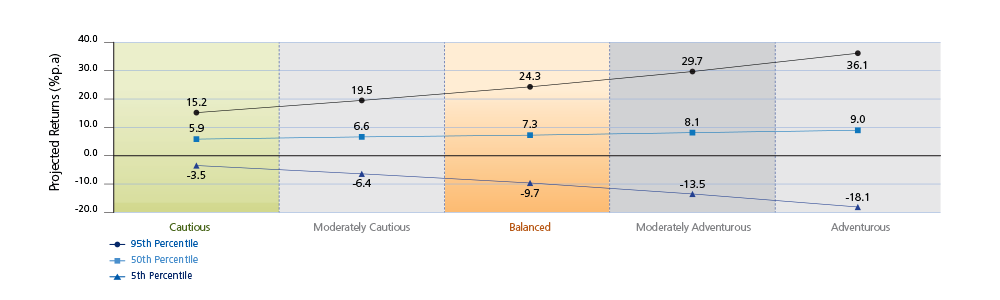 40.0
30.0
20.0
10.0
0.0
-10.0
-20.0
Projected Returns (%p.a)
15.2 19.5 24.3 29.7 36.1
5.9 6.6 7.3 8.1 9.0
-3.5 -6.4 -9.7 -13.5 -18.1
Cautious Moderately Cautious Balanced Moderately Adventurous Adventurous
95th Percentile
50th Percentile
5th Percentile